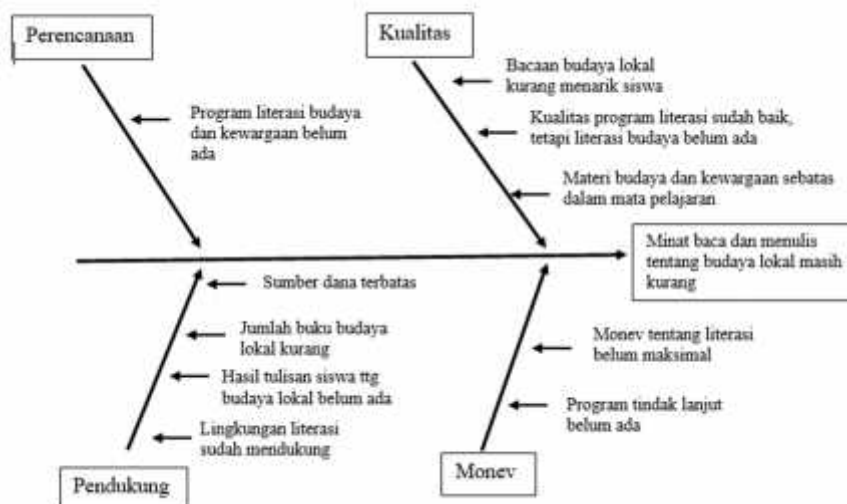 Perencanaan
Kualitas
Program literasi budaya
dan kewargaan belum
ada
Bacaan budaya lokal
kurang menarik siswa
Kualitas program literasi sudah baik,
tetapi literasi budaya belum ada
Materi budaya dan kewargaan sebatas
dalam mata pelajaran
Minat baca dan menulis
tentang budaya lokal masih
kurang
Sumber dana terbatas
Jumlah buku budaya
lokal kurang
Hasil tulisan siswa ttg
budaya lokal belum ada
Lingkungan literasi
sudah mendukung
Monev tentang literasi
belum maksimal
Program tindak lanjut
belum ada
Pendukung
Monev